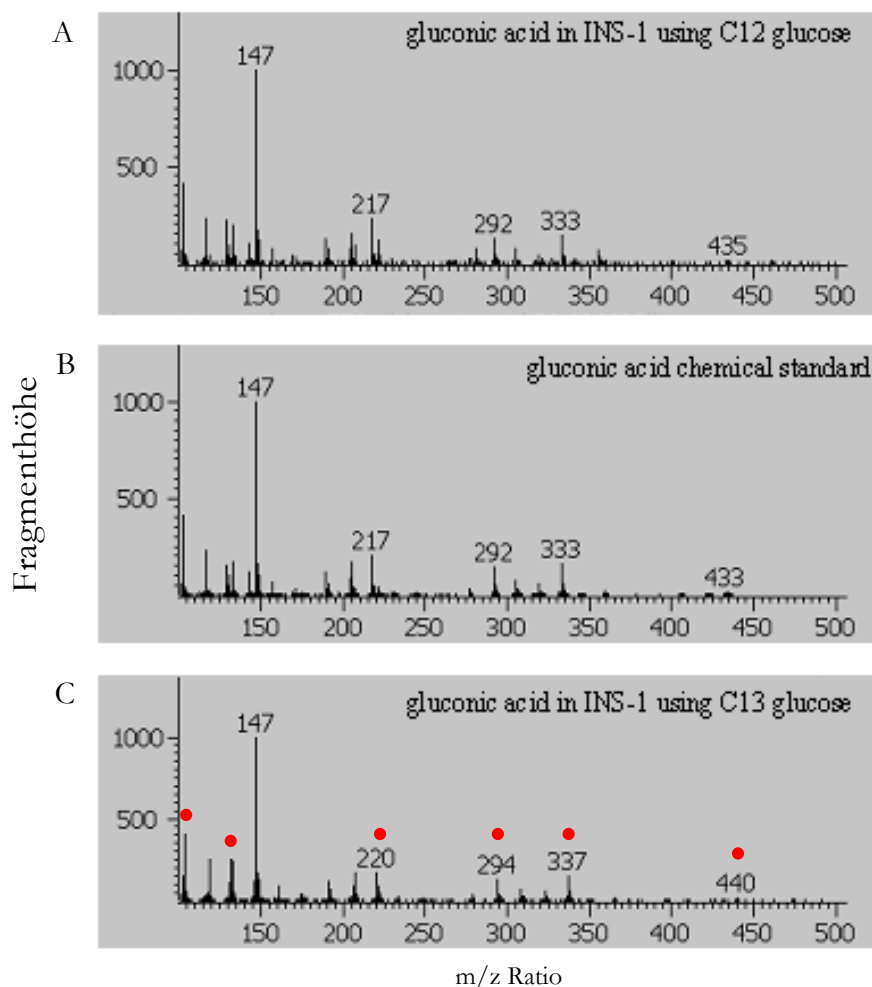 A
gluconic acid in INS-1 using C12 glucose
147
1000
500
217
292
333
435
150 200 250 300 350 400 450 500
B
gluconic acid chemical standard
147
1000
500
217
292
333
433
150 200 250 300 350 400 450 500
Fragmenthöhe
C
gluconic acid in INS-1 using C13 glucose
147
1000
500
220
294
337
440
150 200 250 300 350 400 450 500
m/z Ratio